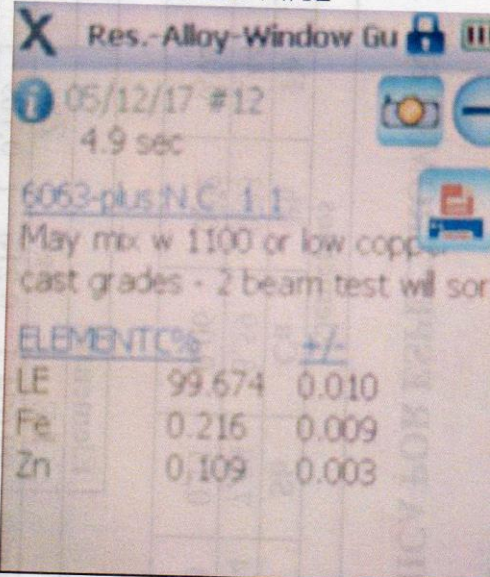 X Res.-Alloy-Window Gu
05/12/17 #12
4.9 sec
6063-plus:N.C 1.1
May mix w 1100 or low copp
cast grades - 2 beam test will sor
ELEMENTC% +/-
LE 99.674 0.010
Fe 0.216 0.009
Zn 0.109 0.003